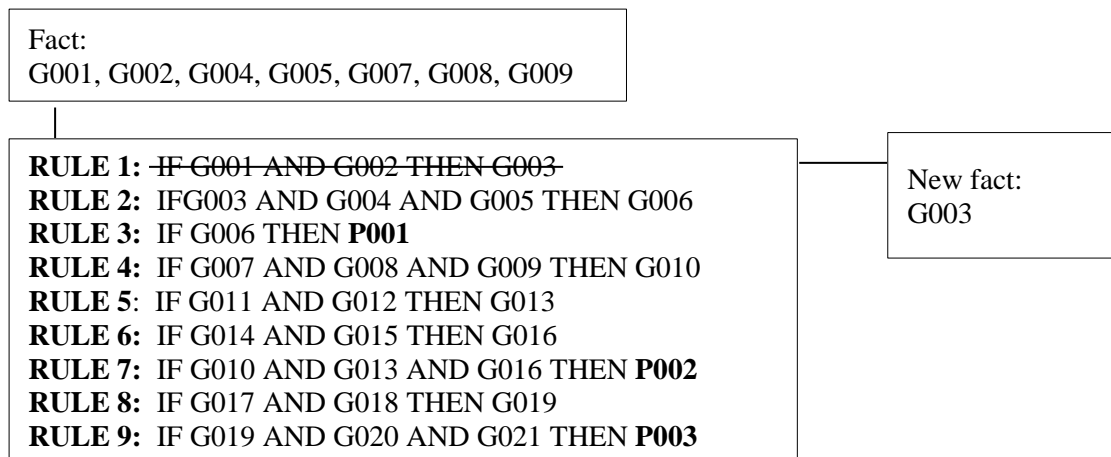 Fact:
G001, G002, G004, G005, G007, G008, G009
RULE 1: IF G001 AND G002 THEN G003
RULE 2: IFG003 AND G004 AND G005 THEN G006
RULE 3: IF G006 THEN P001
RULE 4: IF G007 AND G008 AND G009 THEN G010
RULE 5: IF G011 AND G012 THEN G013
RULE 6: IF G014 AND G015 THEN G016
RULE 7: IF G010 AND G013 AND G016 THEN P002
RULE 8: IF G017 AND G018 THEN G019
RULE 9: IF G019 AND G020 AND G021 THEN P003
New fact:
G003